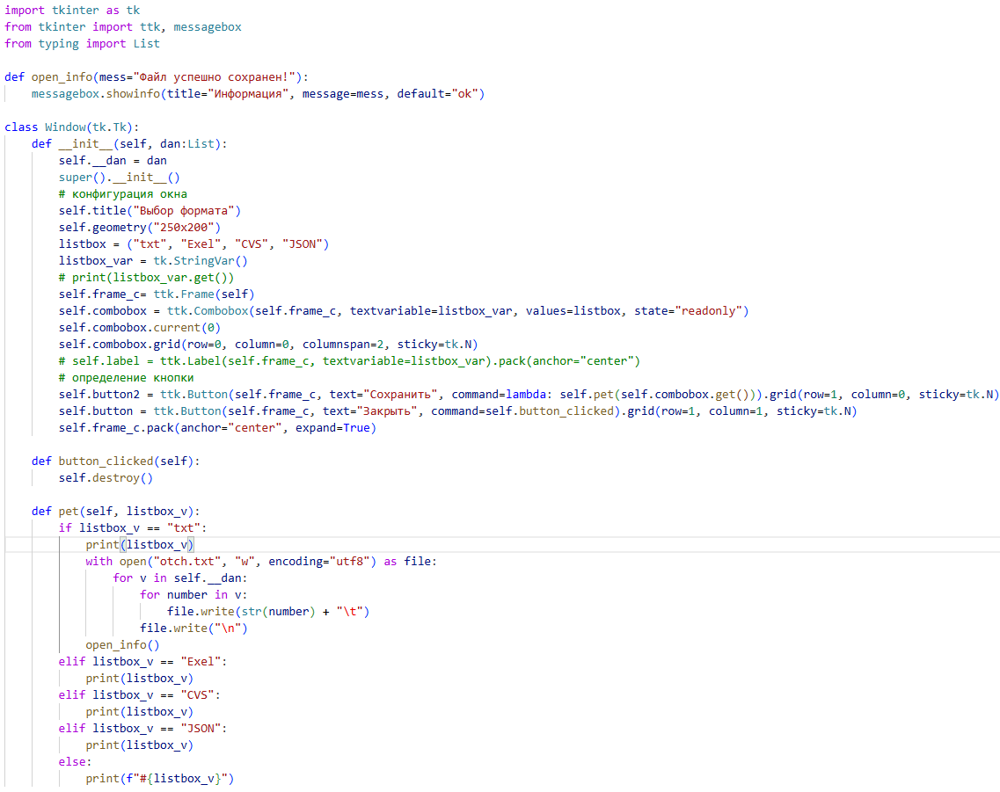 import tkinter as tk
from tkinter import ttk, messagebox
from typing import List

def open_info(mess="Файл успешно сохранен!"):
    messagebox.showinfo(title="Информация", message=mess, default="ok")

class Window(tk.Tk):
    def __init__(self, dan:List):
        self.__dan = dan
        super().__init__()
        # конфигурация окна
        self.title("Выбор формата")
        self.geometry("250x200")
        listbox = ("txt", "Exel", "CVS", "JSON")
        listbox_var = tk.StringVar()
        # print(listbox_var.get())
        self.frame_c= ttk.Frame(self)
        self.combobox = ttk.Combobox(self.frame_c, textvariable=listbox_var, values=listbox, state="readonly")
        self.combobox.current(0)
        self.combobox.grid(row=0, column=0, columnspan=2, sticky=tk.N)
        # self.label = ttk.Label(self.frame_c, textvariable=listbox_var).pack(anchor="center")
        # определение кнопки
        self.button2 = ttk.Button(self.frame_c, text="Сохранить", command=lambda: self.pet(self.combobox.get())).grid(row=1, column=0, sticky=tk.N)
        self.button = ttk.Button(self.frame_c, text="Закрыть", command=self.button_clicked).grid(row=1, column=1, sticky=tk.N)
        self.frame_c.pack(anchor="center", expand=True)

    def button_clicked(self):
        self.destroy()

    def pet(self, listbox_v):
        if listbox_v == "txt":
            print(listbox_v)
            with open("otch.txt", "w", encoding="utf8") as file:
                for v in self.__dan:
                    for number in v:
                        file.write(str(number) + "\t")
                    file.write("\n")
            open_info()
        elif listbox_v == "Exel":
            print(listbox_v)
        elif listbox_v == "CVS":
            print(listbox_v)
        elif listbox_v == "JSON":
            print(listbox_v)
        else:
            print(f"#{listbox_v}")